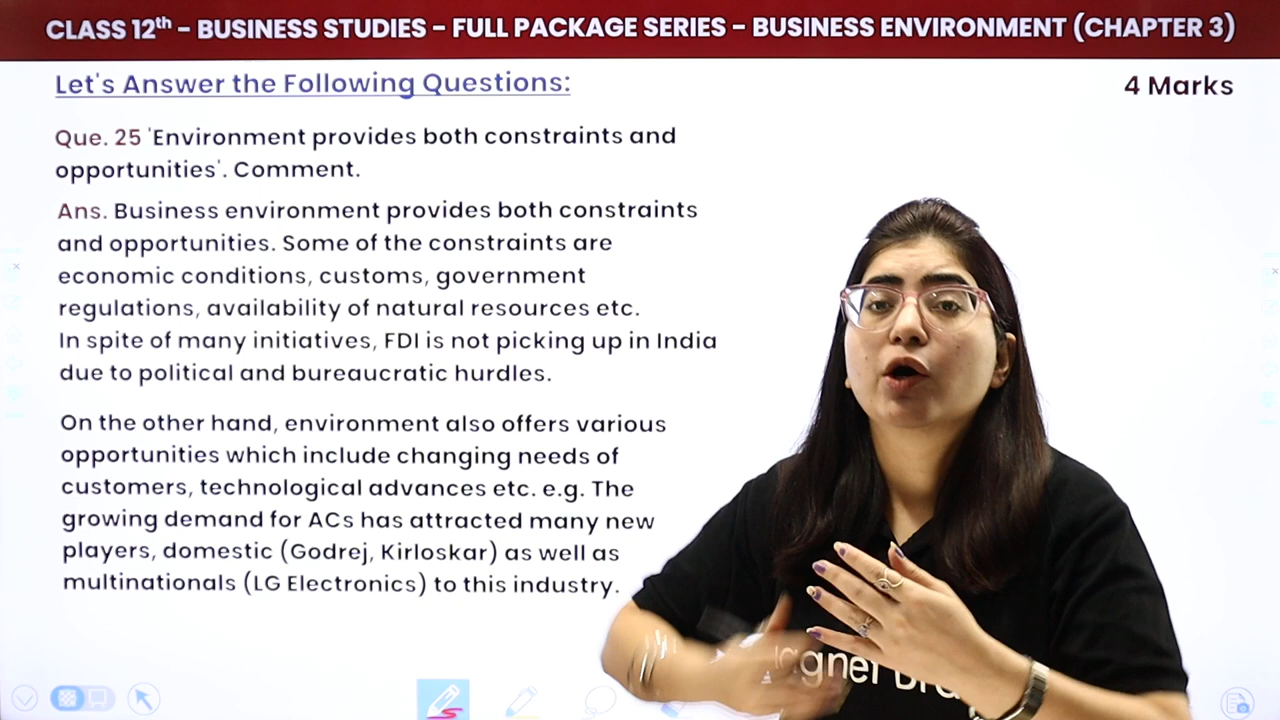 CLASS 12th – BUSINESS STUDIES – FULL PACKAGE SERIES – BUSINESS ENVIRONMENT (CHAPTER 3)
Let's Answer the Following Questions:
4 Marks
Que. 25 'Environment provides both constraints and
opportunities'. Comment.
Ans. Business environment provides both constraints
and opportunities. Some of the constraints are
economic conditions, customs, government
regulations, availability of natural resources etc.
In spite of many initiatives, FDI is not picking up in India
due to political and bureaucratic hurdles.
On the other hand, environment also offers various
opportunities which include changing needs of
customers, technological advances etc. e.g. The
growing demand for ACs has attracted many new
players, domestic (Godrej, Kirloskar) as well as
multinationals (LG Electronics) to this industry.